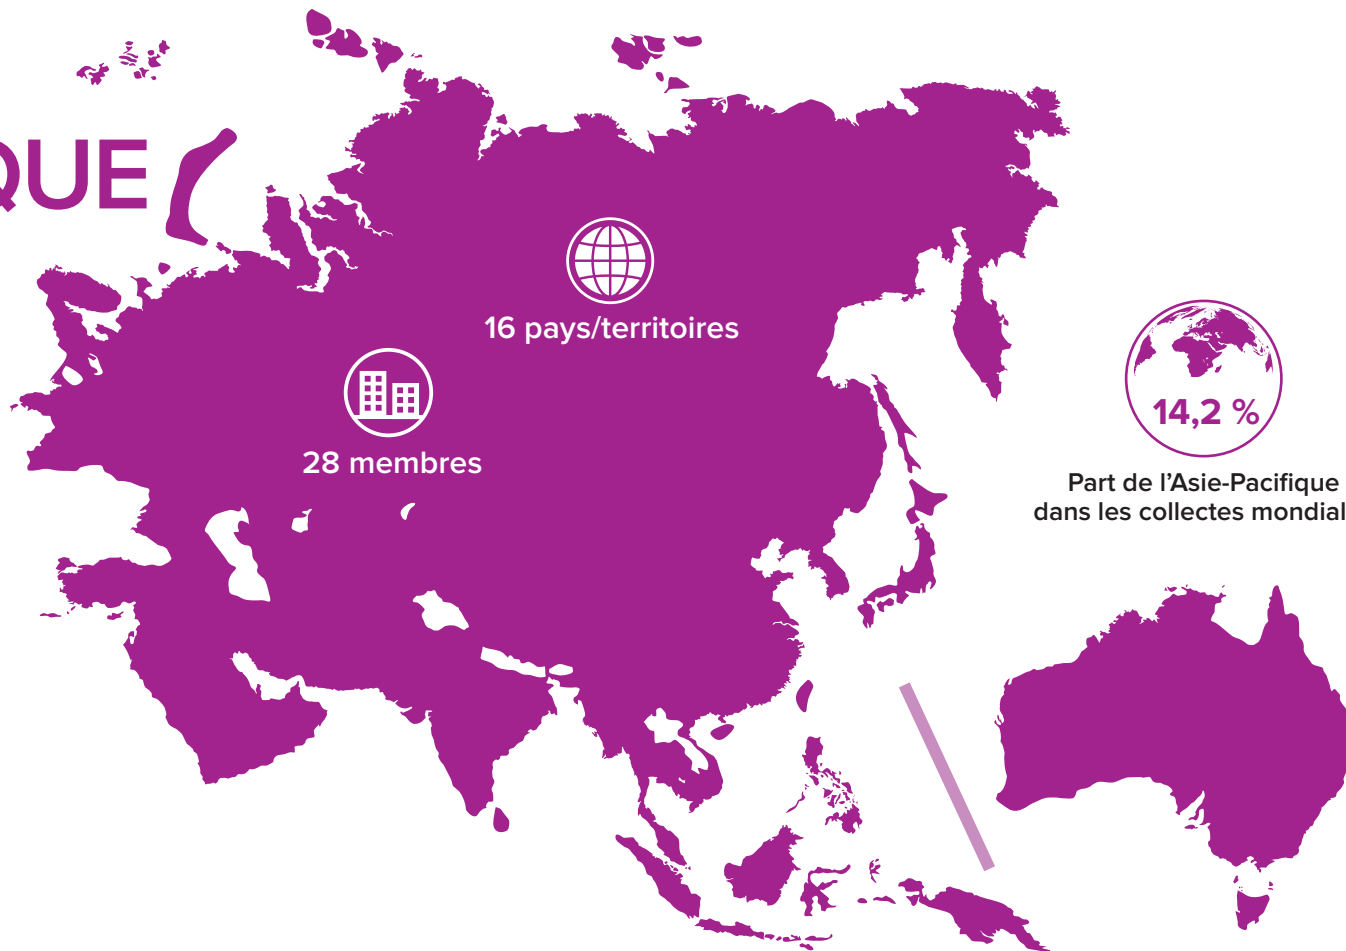 QUE
16 pays/territoires
28 membres
14,2 %
Part de l’Asie-Pacifique
dans les collectes mondial